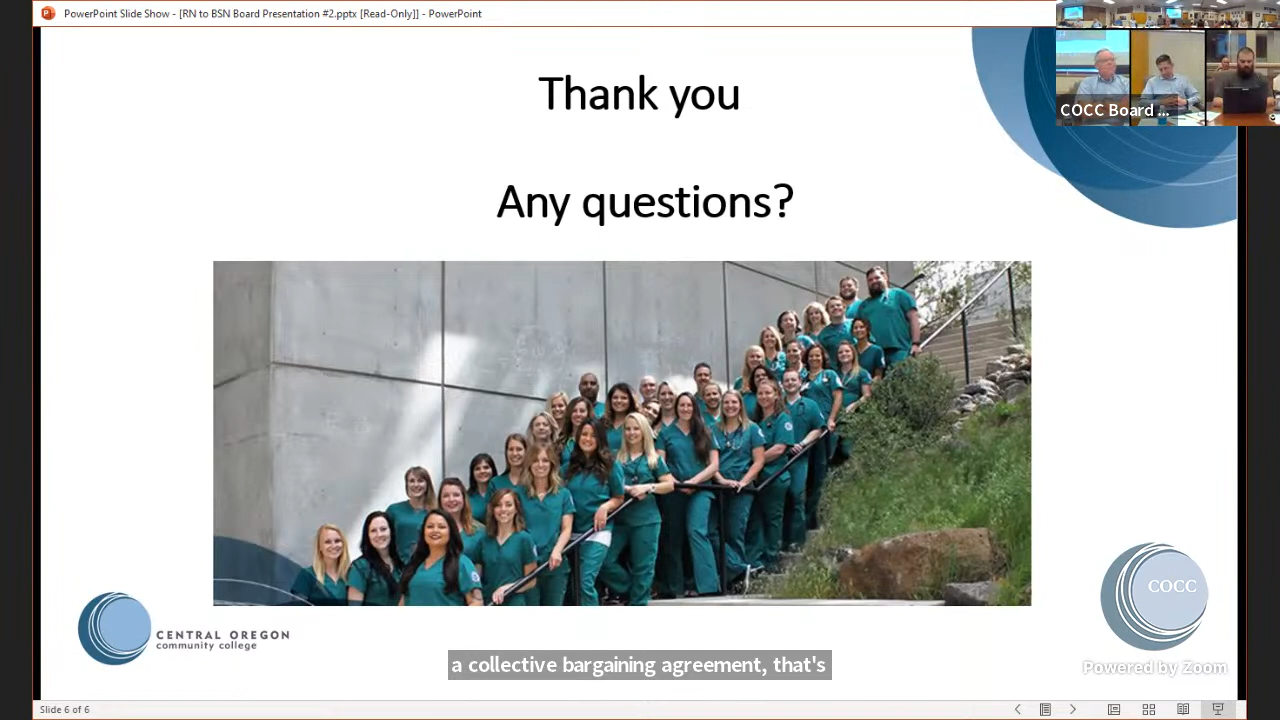 PowerPoint Slide Show - [RN to BSN Board Presentation #2.pptx [Read-Only]] - PowerPoint
COCC Board ...
Thank you
Any questions?
CENTRAL OREGON
community college
COCC
a collective bargaining agreement, that's
Powered by Zoom
Slide 6 of 6